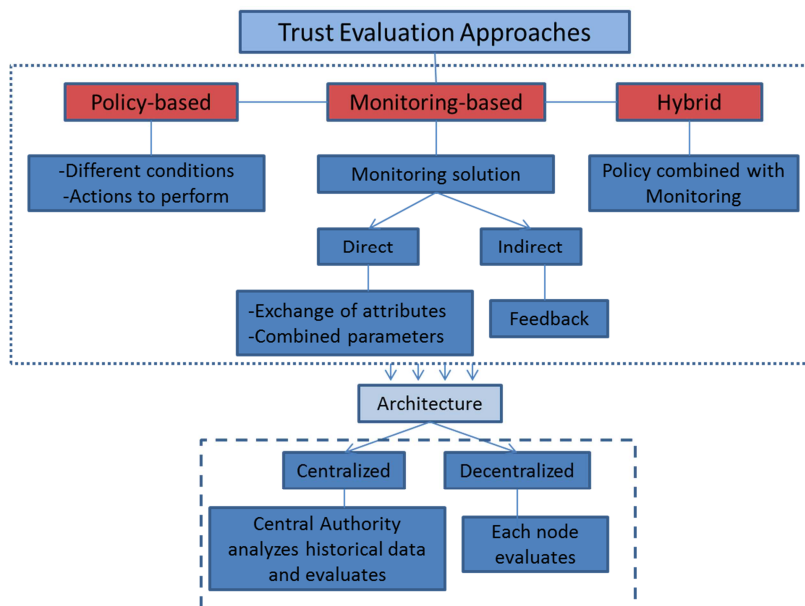 Trust Evaluation Approaches
Policy-based
Monitoring-based
Hybrid
-Different conditions
-Actions to perform
Monitoring solution
Policy combined with
Monitoring
Direct
Indirect
-Exchange of attributes
-Combined parameters
Feedback
Architecture
Centralized
Decentralized
Central Authority
analyzes historical data
and evaluates
Each node
evaluates